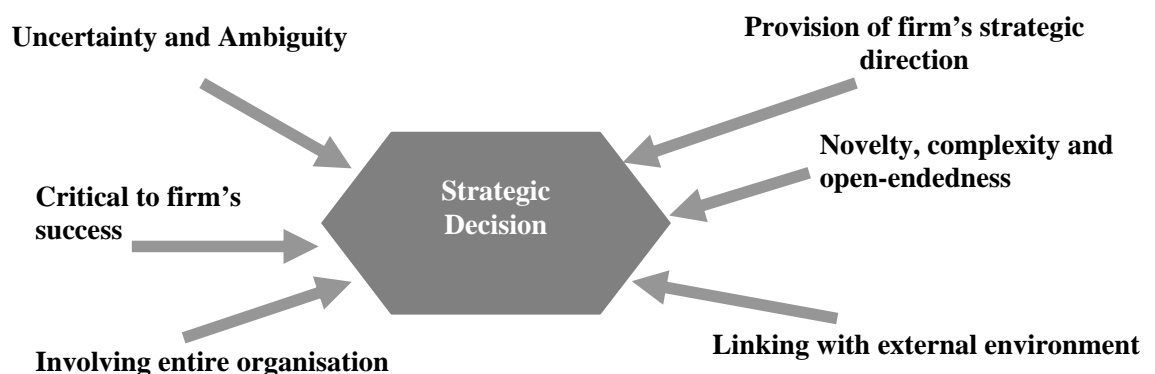 Uncertainty and Ambiguity
Provision of firm’s strategic
direction
Novelty, complexity and
open-endedness
Strategic
Decision
Critical to firm’s
success
Linking with external environment
Involving entire organisation